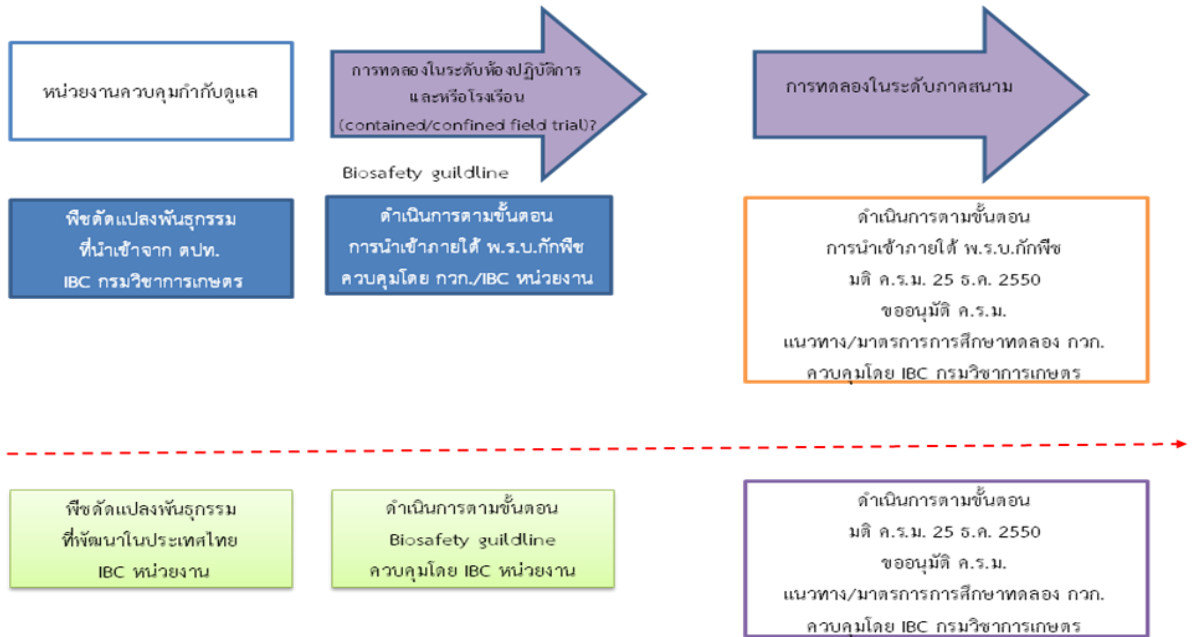 หน่วยงานควบคุมกำกับดูแล
การทดลองในระดับห้องปฏิบัติการ
และหรือโรงเรือน
(contained/confined field trial)?
Biosafety guildline
การทดลองในระดับภาคสนาม
พืชดัดแปลงพันธุกรรม
ที่นำเข้าจาก ตปท.
IBC กรมวิชาการเกษตร
ดำเนินการตามขั้นตอน
การนำเข้าภายใต้ พ.ร.บ.กักพืช
ควบคุมโดย กวก./IBC หน่วยงาน
ดำเนินการตามขั้นตอน
การนำเข้าภายใต้ พ.ร.บ.กักพืช
มติ ค.ร.ม. 25 ธ.ค. 2550
ขออนุมัติ ค.ร.ม.
แนวทาง/มาตรการการศึกษาทดลอง กวก.
ควบคุมโดย IBC กรมวิชาการเกษตร
พืชดัดแปลงพันธุกรรม
ที่พัฒนาในประเทศไทย
IBC หน่วยงาน
ดำเนินการตามขั้นตอน
Biosafety guildline
ควบคุมโดย IBC หน่วยงาน
ดำเนินการตามขั้นตอน
มติ ค.ร.ม. 25 ธ.ค. 2550
ขออนุมัติ ค.ร.ม.
แนวทาง/มาตรการการศึกษาทดลอง กวก.
ควบคุมโดย IBC กรมวิชาการเกษตร